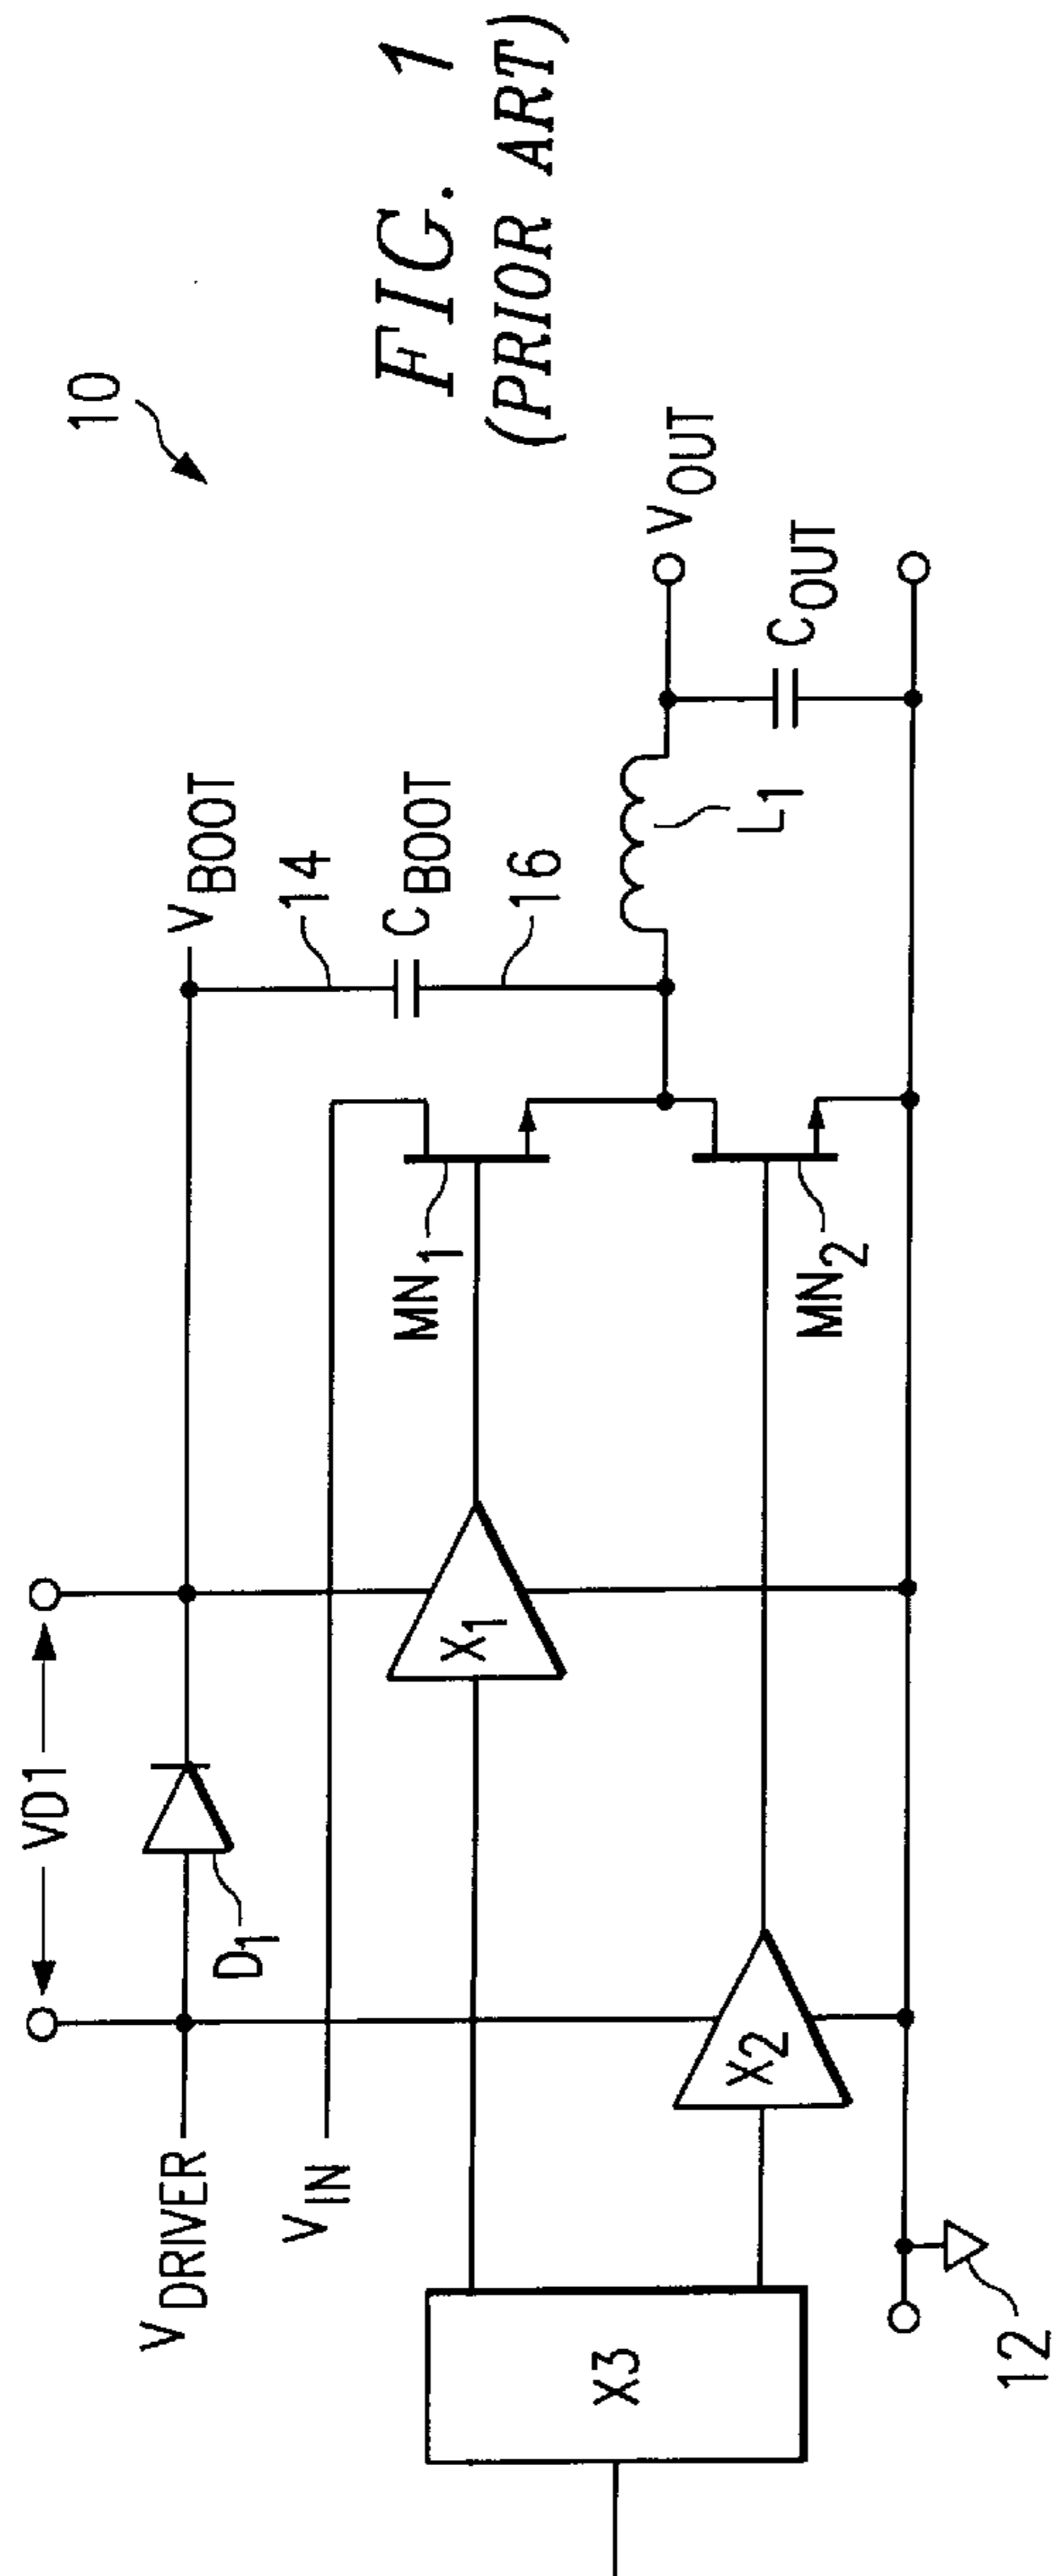 FIG. 1
(PRIOR ART)
10
VD1
VDRIVER
D1
VBOOT
14
CBOOT
16
VIN
X1
MN1
L1
VOUT
COUT
X3
X2
MN2
12